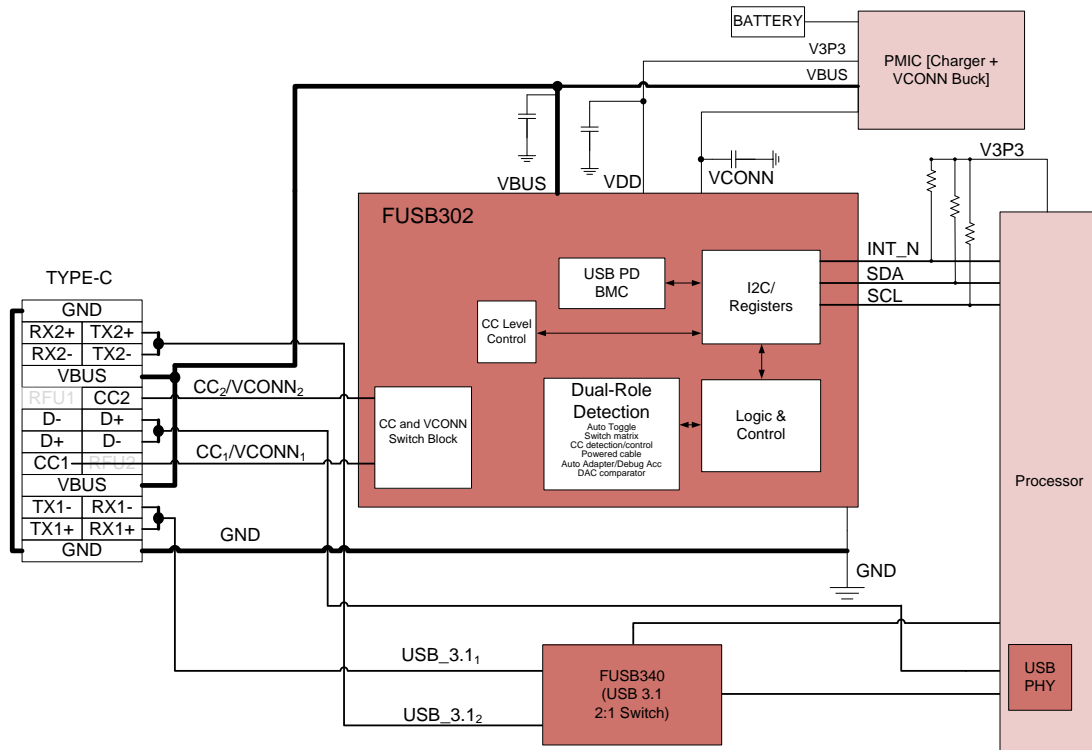 BATTERY
V3P3
VBUS
PMIC [Charger +
VCONN Buck]
V3P3
VBUS
VDD
VCONN
FUSB302
INT_N
SDA
SCL
USB PD
BMC
I2C/
Registers
CC Level
Control
TYPE-C
GND
RX2+ TX2+
RX2- TX2-
VBUS
RFU1 CC2
D- D+
D+ D-
CC1 RFU2
VBUS
TX1- RX1-
TX1+ RX1+
GND
CC₂/VCONN₂
CC₁/VCONN₁
CC and VCONN
Switch Block
Dual-Role
Detection
Auto Toggle
Switch matrix
CC detection/control
Powered cable
Auto Adapter/Debug Acc
DAC comparator
Logic &
Control
Processor
GND
GND
USB_3.1₁
USB_3.1₂
FUSB340
(USB 3.1
2:1 Switch)
USB
PHY